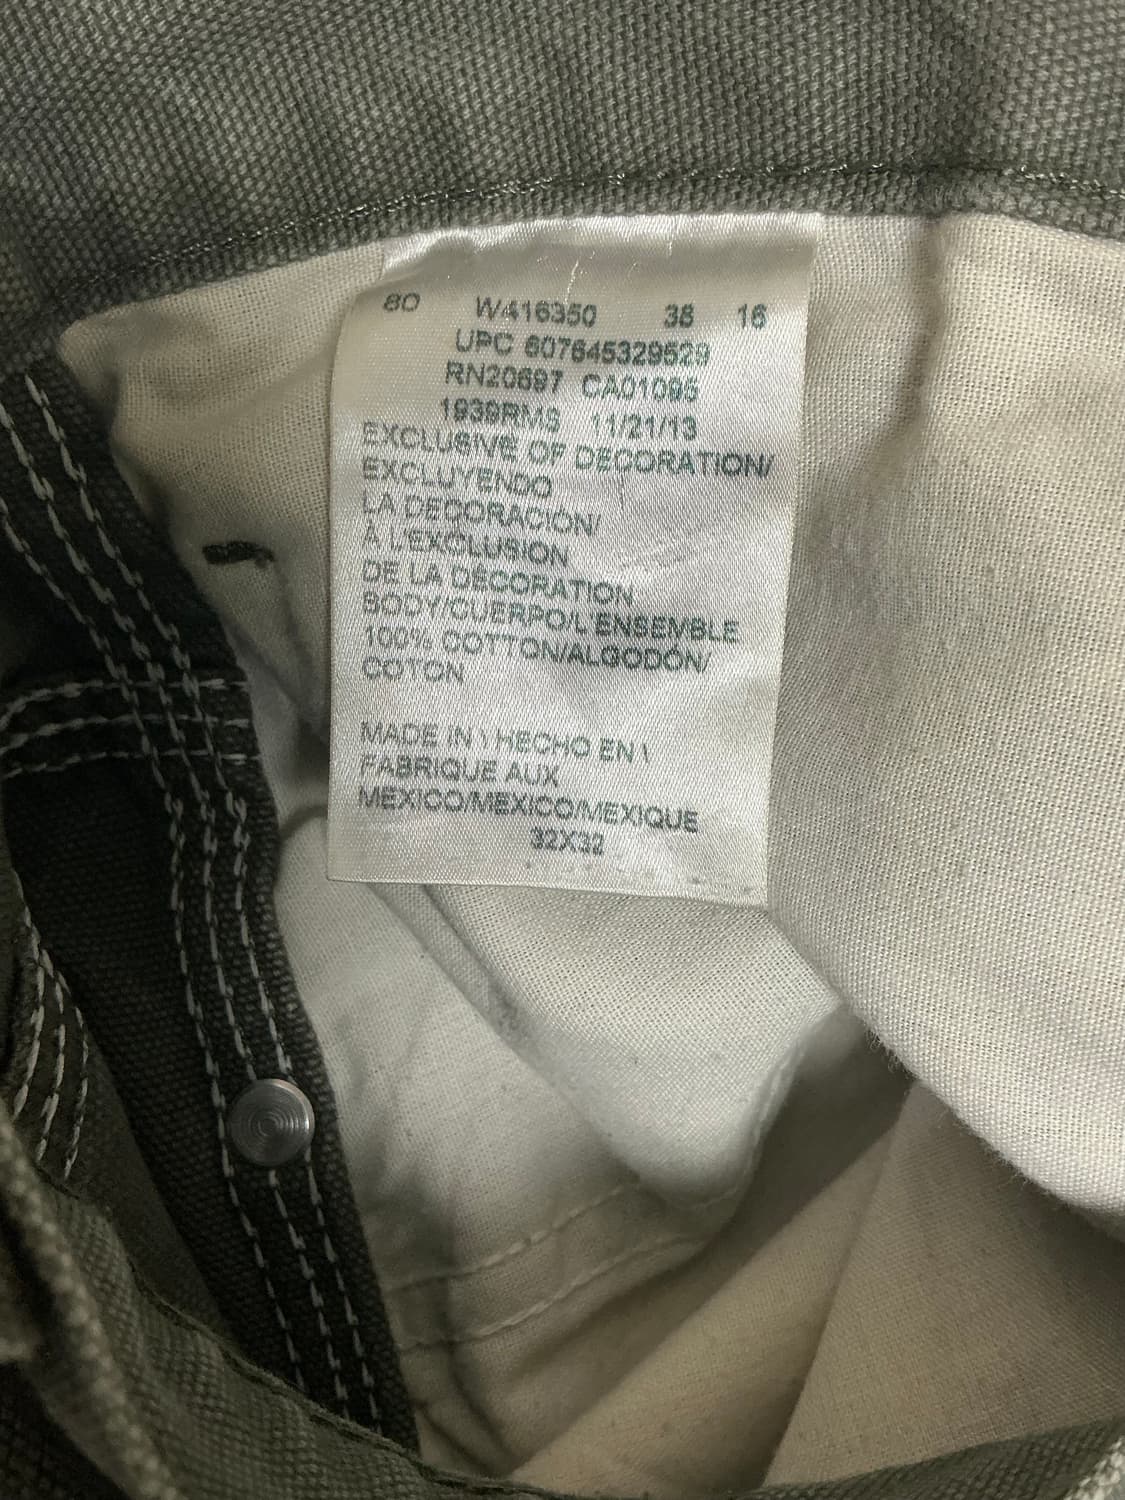 80 W416350 38 16
UPC 607645329529
RN20697 CA01095
1939RMS 11/21/13
EXCLUSIVE OF DECORATION/
EXCLUYENDO
LA DECORACIÓN/
À L'EXCLUSION
DE LA DÉCORATION
BODY/CUERPO/L'ENSEMBLE
100% COTTON/ALGODÓN/
COTON
MADE IN \ HECHO EN \
FABRIQUE AUX
MEXICO/MEXICO/MEXIQUE
32X32